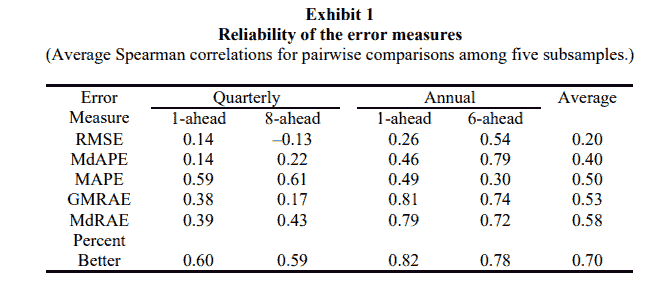 Exhibit 1
Reliability of the error measures
(Average Spearman correlations for pairwise comparisons among five subsamples.)
Error Quarterly Annual Average
Measure 1-ahead 8-ahead 1-ahead 6-ahead
RMSE 0.14 –0.13 0.26 0.54 0.20
MdAPE 0.14 0.22 0.46 0.79 0.40
MAPE 0.59 0.61 0.49 0.30 0.50
GMRAE 0.38 0.17 0.81 0.74 0.53
MdRAE 0.39 0.43 0.79 0.72 0.58
Percent
Better 0.60 0.59 0.82 0.78 0.70